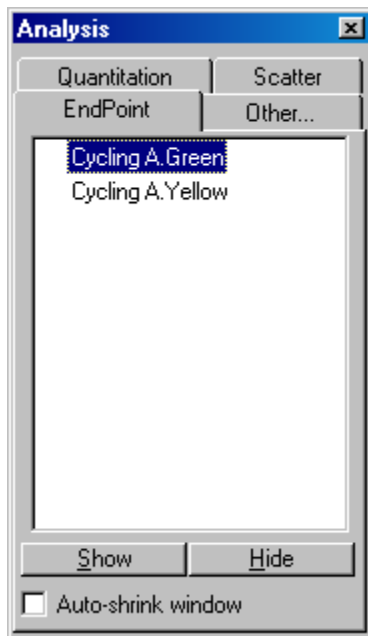 Analysis
Quantitation Scatter
EndPoint Other...
Cycling A.Green
Cycling A.Yellow
Show Hide
Auto-shrink window